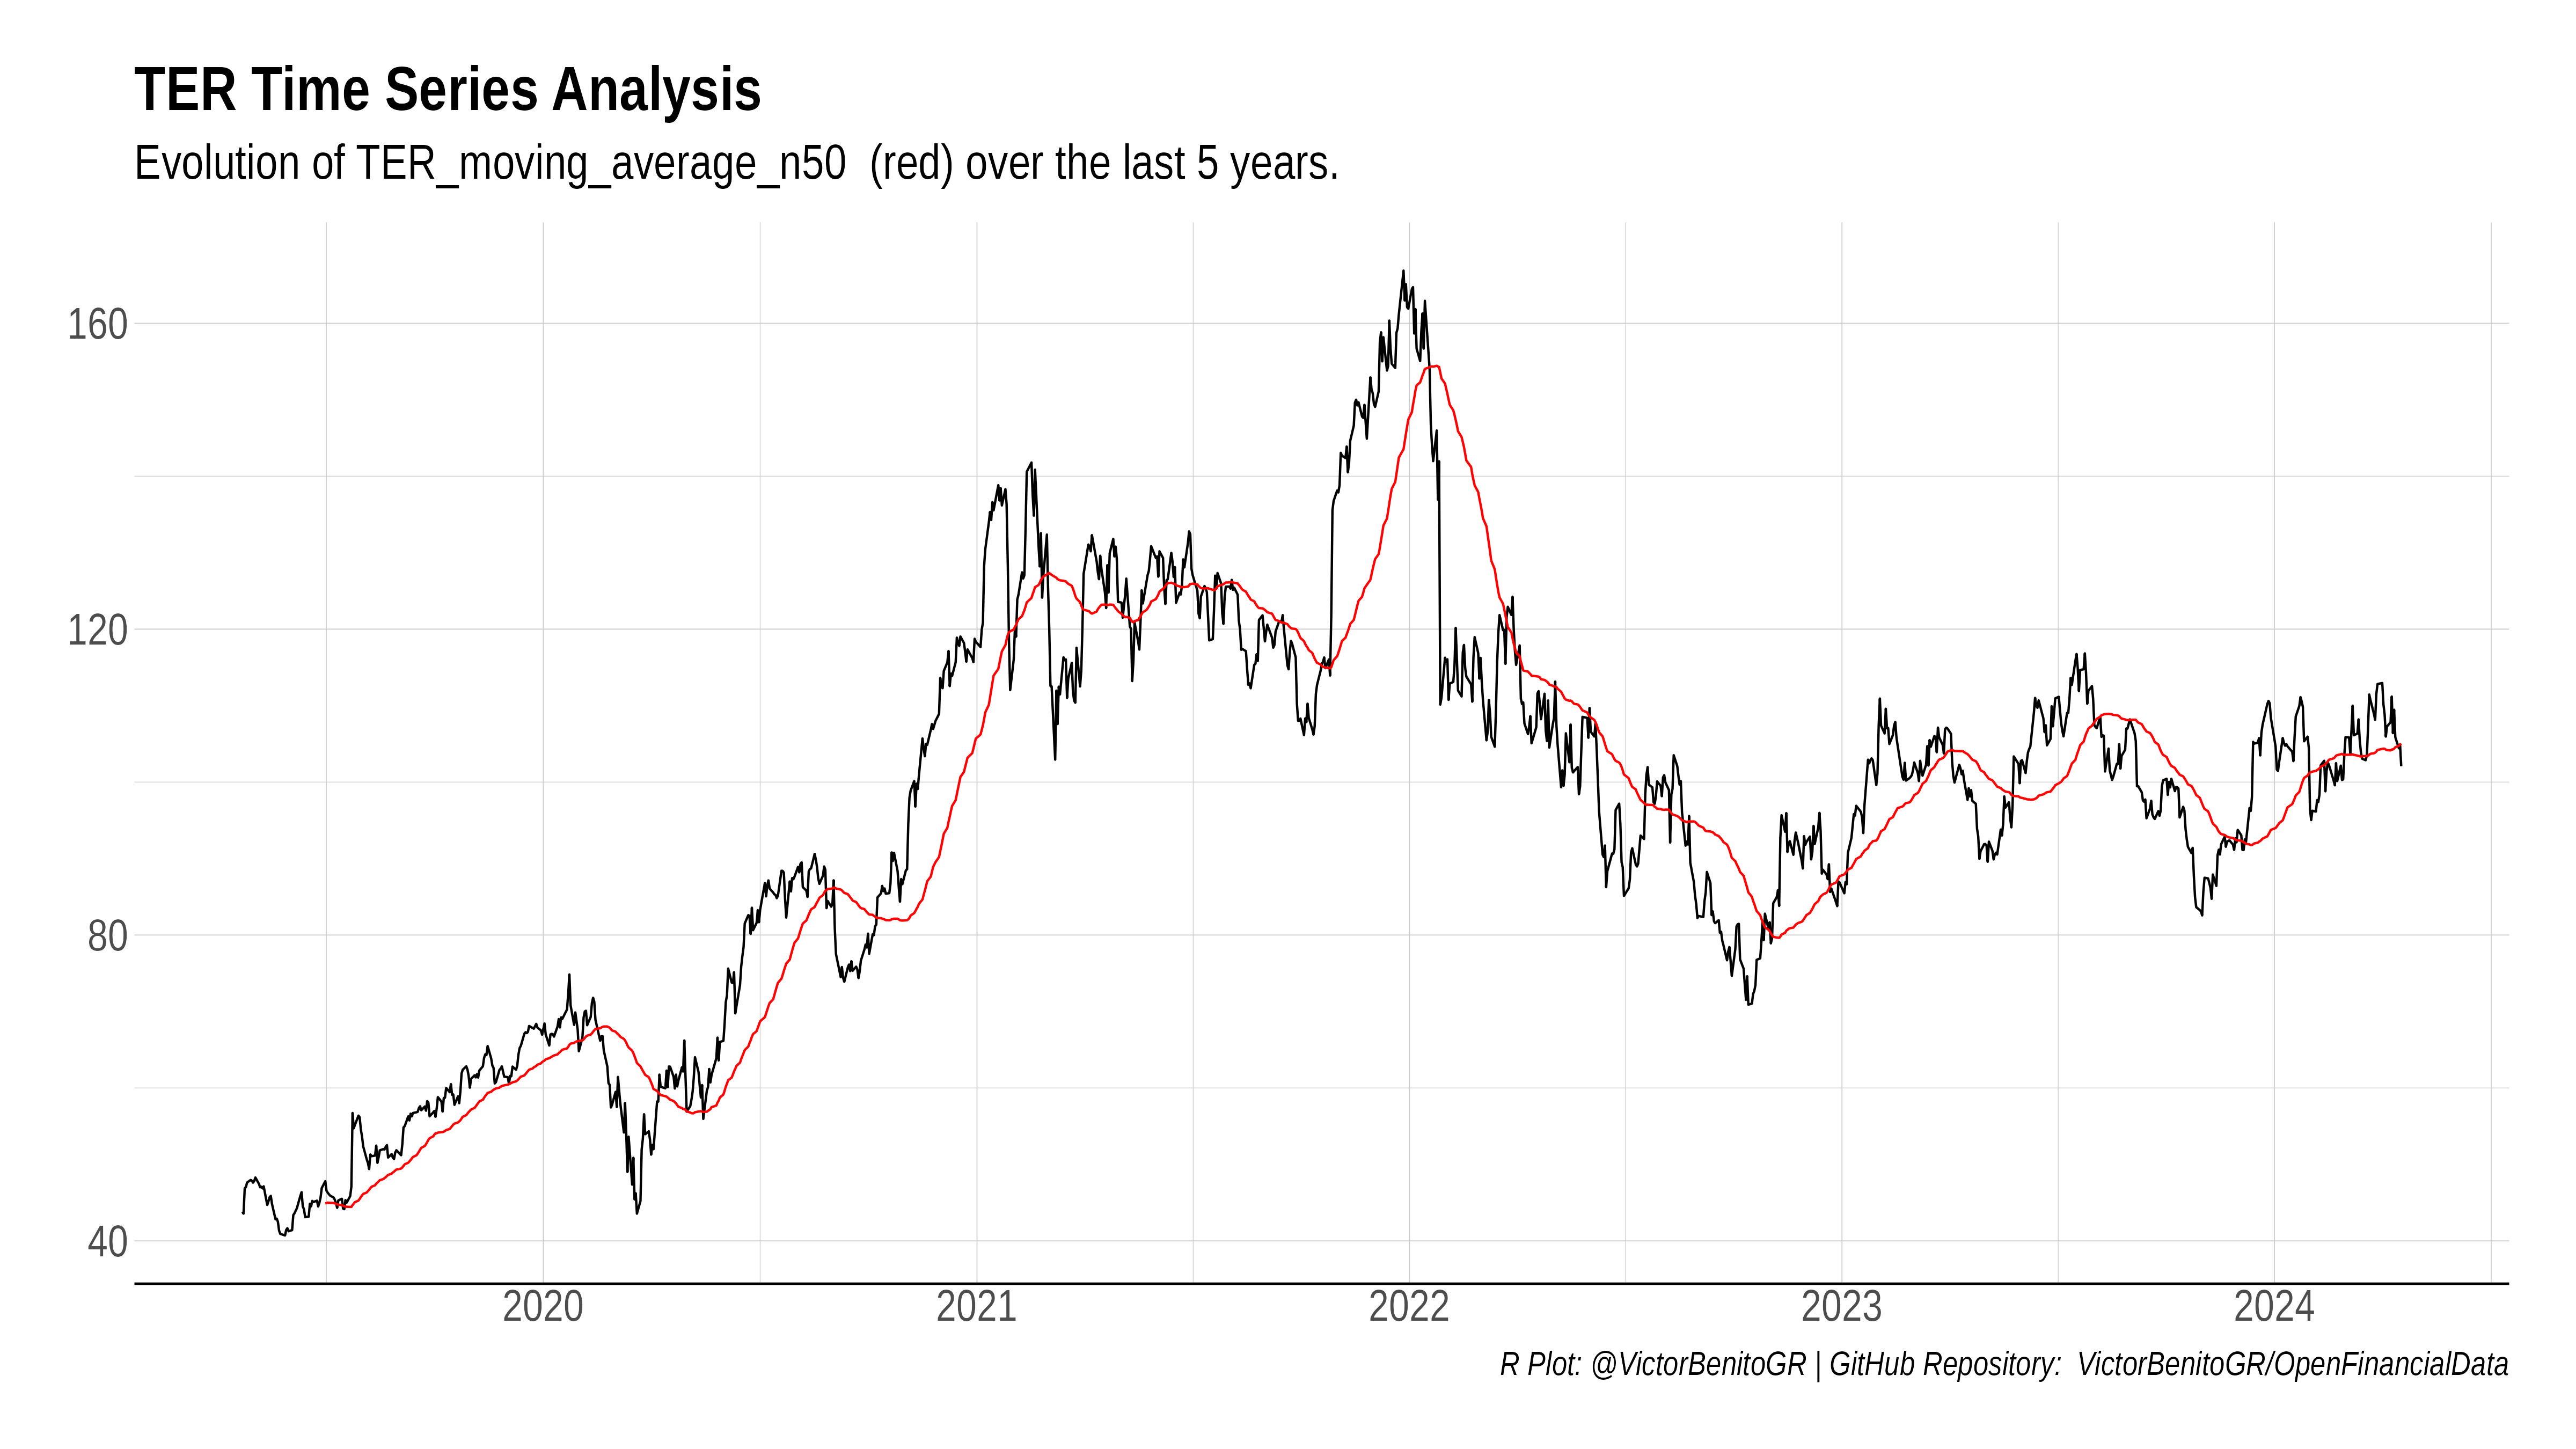 TER Time Series Analysis
Evolution of TER_moving_average_n50  (red) over the last 5 years.
160
120
80
40
2020 2021 2022 2023 2024
R Plot: @VictorBenitoGR | GitHub Repository:  VictorBenitoGR/OpenFinancialData